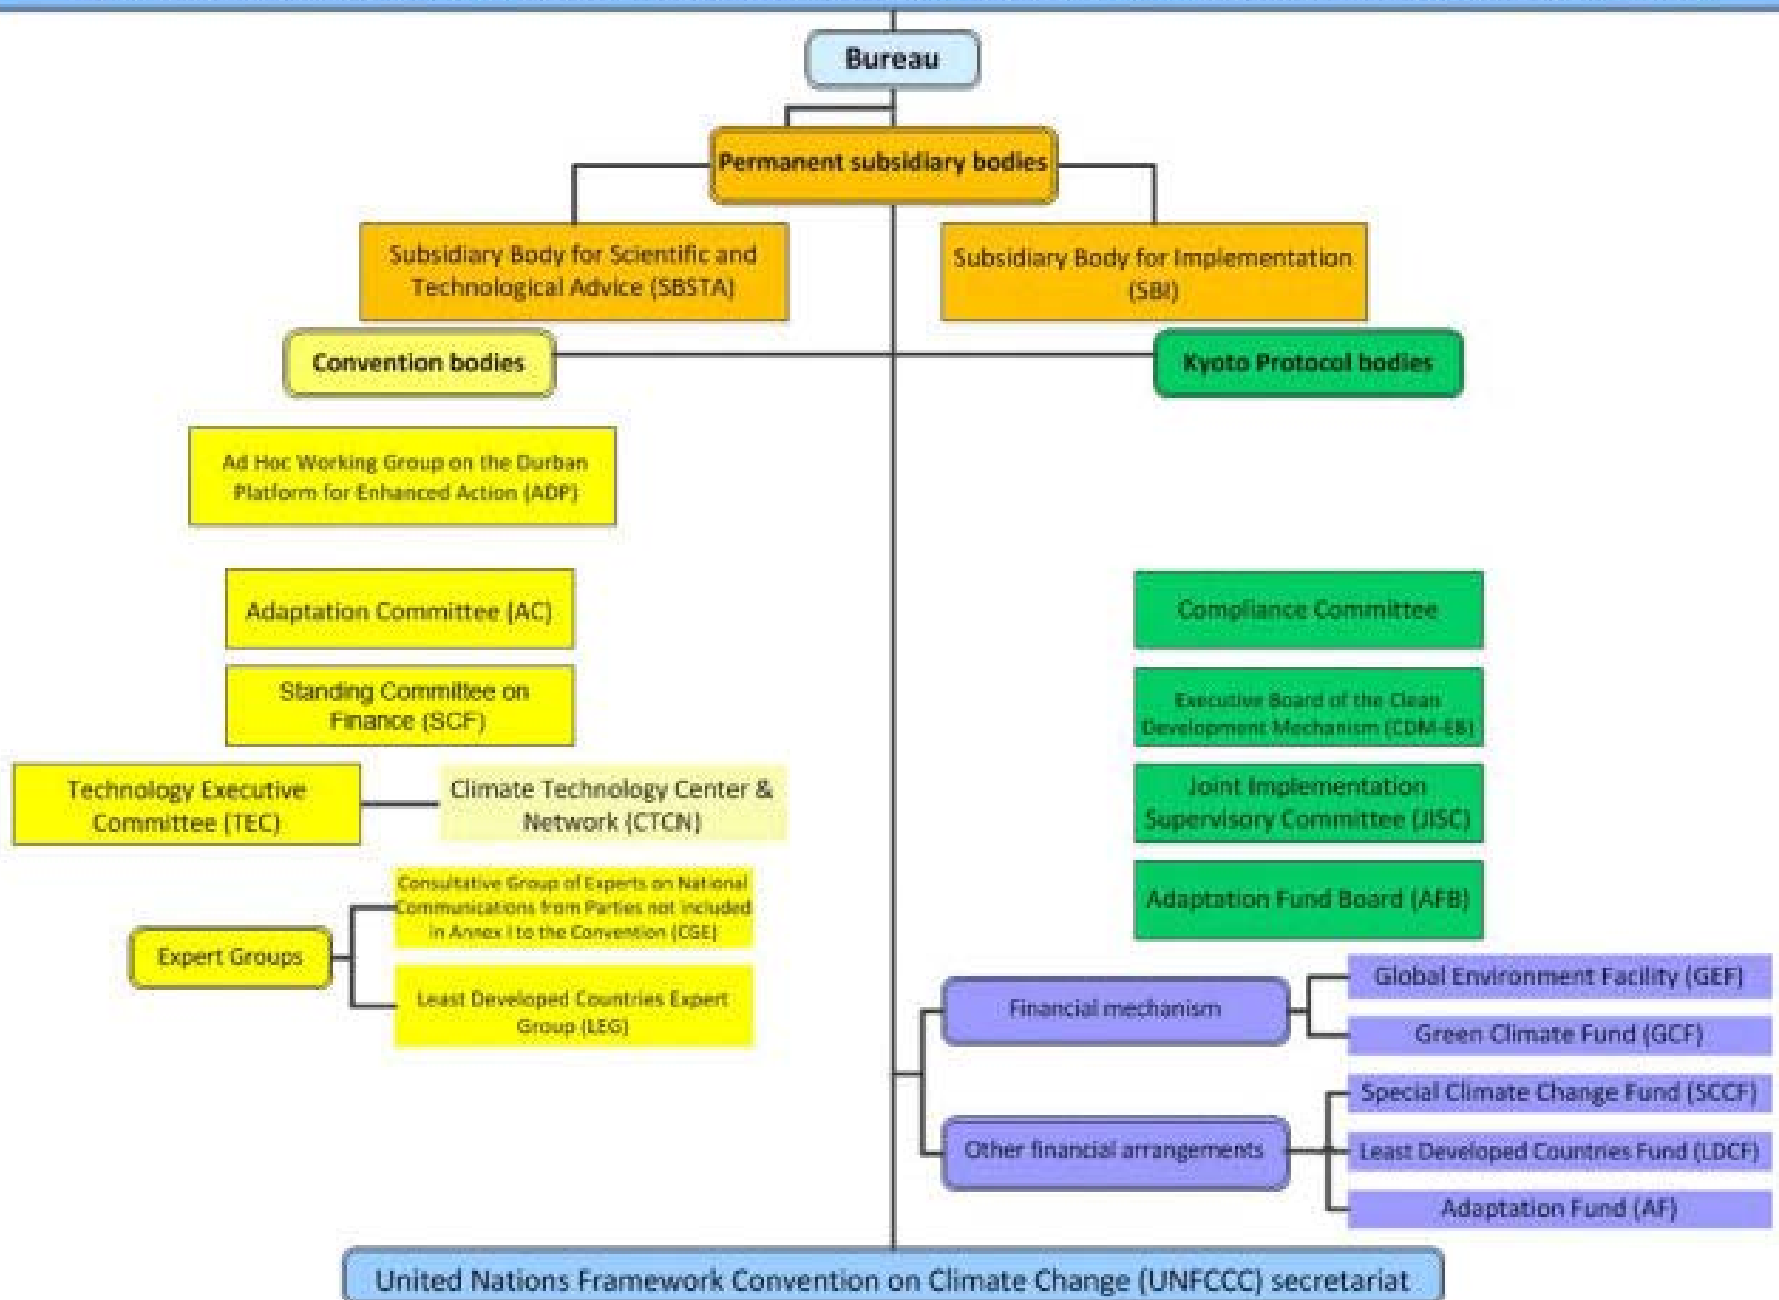 Bureau
Permanent subsidiary bodies
Subsidiary Body for Scientific and
Technological Advice (SBSTA)
Subsidiary Body for Implementation
(SBI)
Convention bodies
Kyoto Protocol bodies
Ad Hoc Working Group on the Durban
Platform for Enhanced Action (ADP)
Adaptation Committee (AC)
Compliance Committee
Standing Committee on
Finance (SCF)
Executive Board of the Clean
Development Mechanism (CDM-EB)
Technology Executive
Committee (TEC)
Climate Technology Center &
Network (CTCN)
Joint Implementation
Supervisory Committee (JISC)
Consultative Group of Experts on National
Communications from Parties not included
in Annex I to the Convention (CGE)
Adaptation Fund Board (AFB)
Expert Groups
Least Developed Countries Expert
Group (LEG)
Financial mechanism
Global Environment Facility (GEF)
Green Climate Fund (GCF)
Other financial arrangements
Special Climate Change Fund (SCCF)
Least Developed Countries Fund (LDCF)
Adaptation Fund (AF)
United Nations Framework Convention on Climate Change (UNFCCC) secretariat